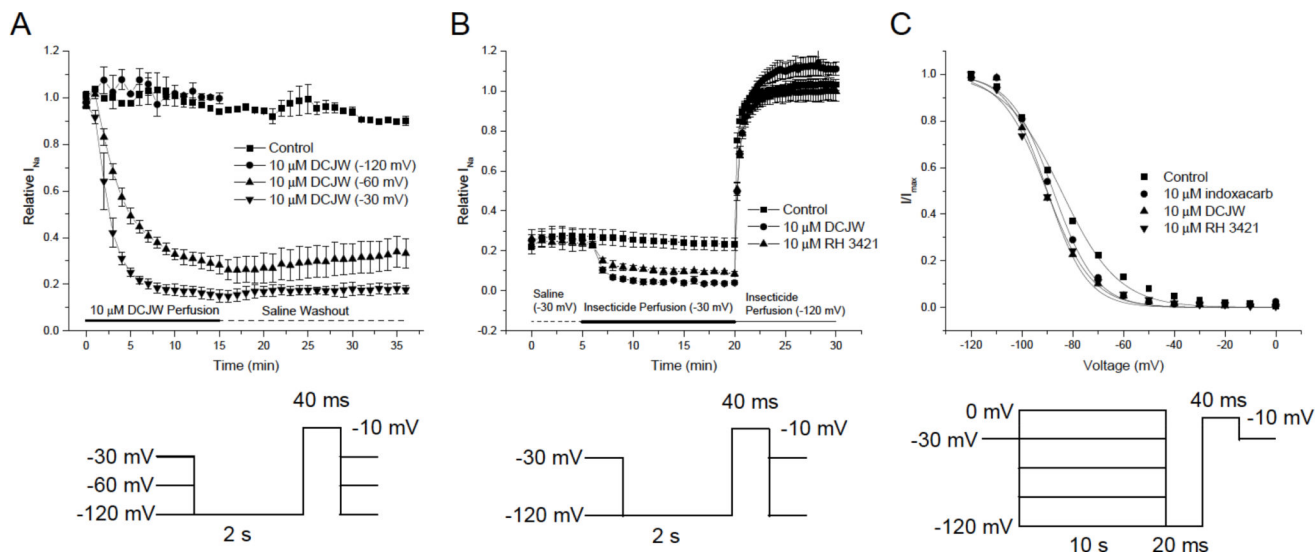 A
Relative I_Na
1.2
1.0
0.8
0.6
0.4
0.2
0.0
Control
10 µM DCJW (-120 mV)
10 µM DCJW (-60 mV)
10 µM DCJW (-30 mV)
10 µM DCJW Perfusion
Saline Washout
0 5 10 15 20 25 30 35
Time (min)
40 ms
-10 mV
-30 mV
-60 mV
-120 mV
2 s
B
Relative I_Na
1.2
1.0
0.8
0.6
0.4
0.2
0.0
-0.2
Control
10 µM DCJW
10 µM RH 3421
Saline
(-30 mV)
Insecticide Perfusion (-30 mV)
Insecticide
Perfusion (-120 mV)
0 5 10 15 20 25 30
Time (min)
40 ms
-10 mV
-30 mV
-120 mV
2 s
C
I/I_max
1.0
0.8
0.6
0.4
0.2
0.0
Control
10 µM indoxacarb
10 µM DCJW
10 µM RH 3421
-120 -100 -80 -60 -40 -20 0
Voltage (mV)
40 ms
0 mV
-10 mV
-30 mV
-120 mV
10 s 20 ms